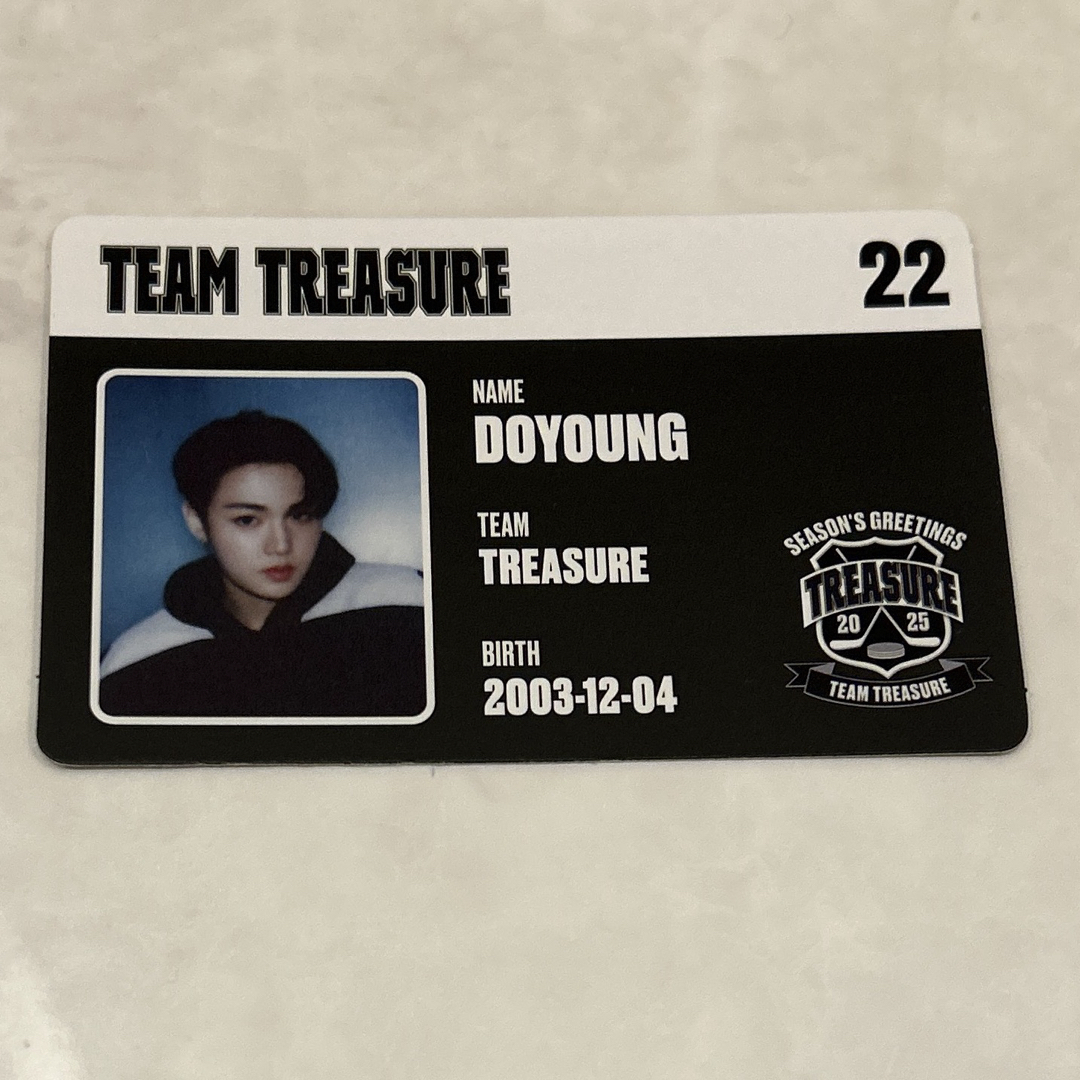 TEAM TREASURE
22
NAME
DOYOUNG
TEAM
TREASURE
BIRTH
2003-12-04
SEASON'S GREETINGS
TREASURE
20 25
TEAM TREASURE